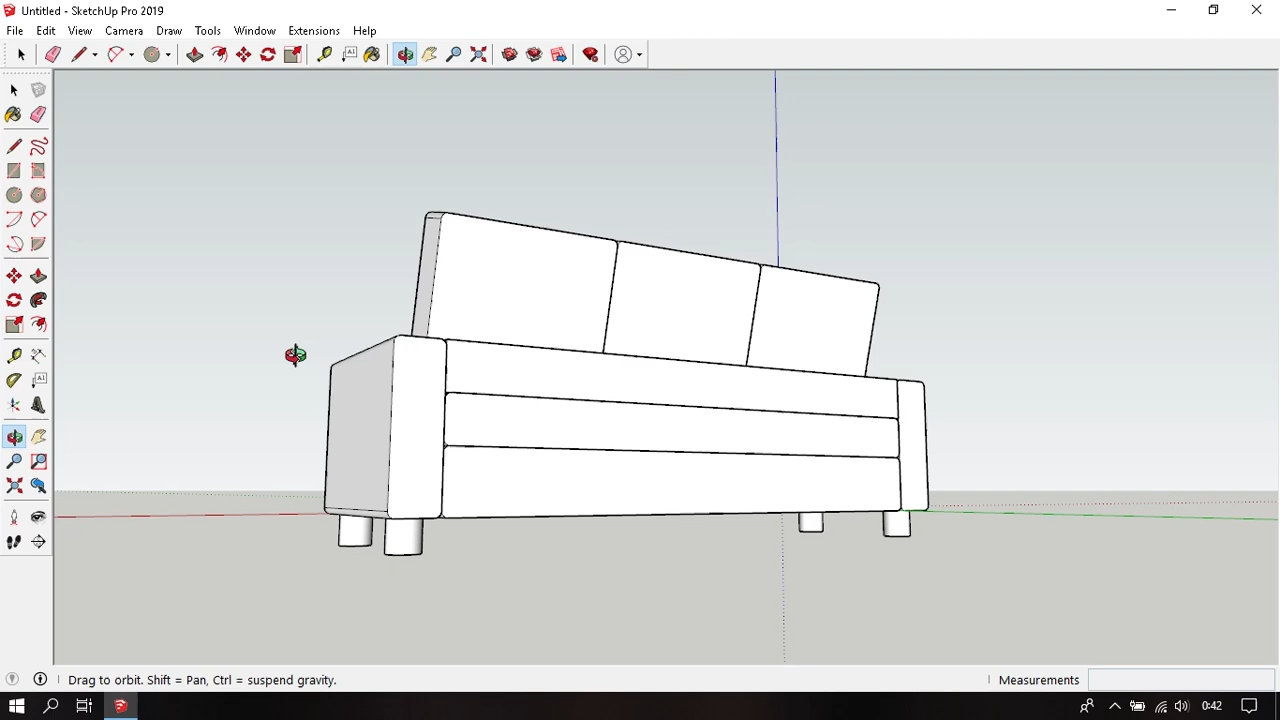 Untitled - SketchUp Pro 2019
File Edit View Camera Draw Tools Window Extensions Help
Drag to orbit. Shift = Pan, Ctrl = suspend gravity.
Measurements
0:42